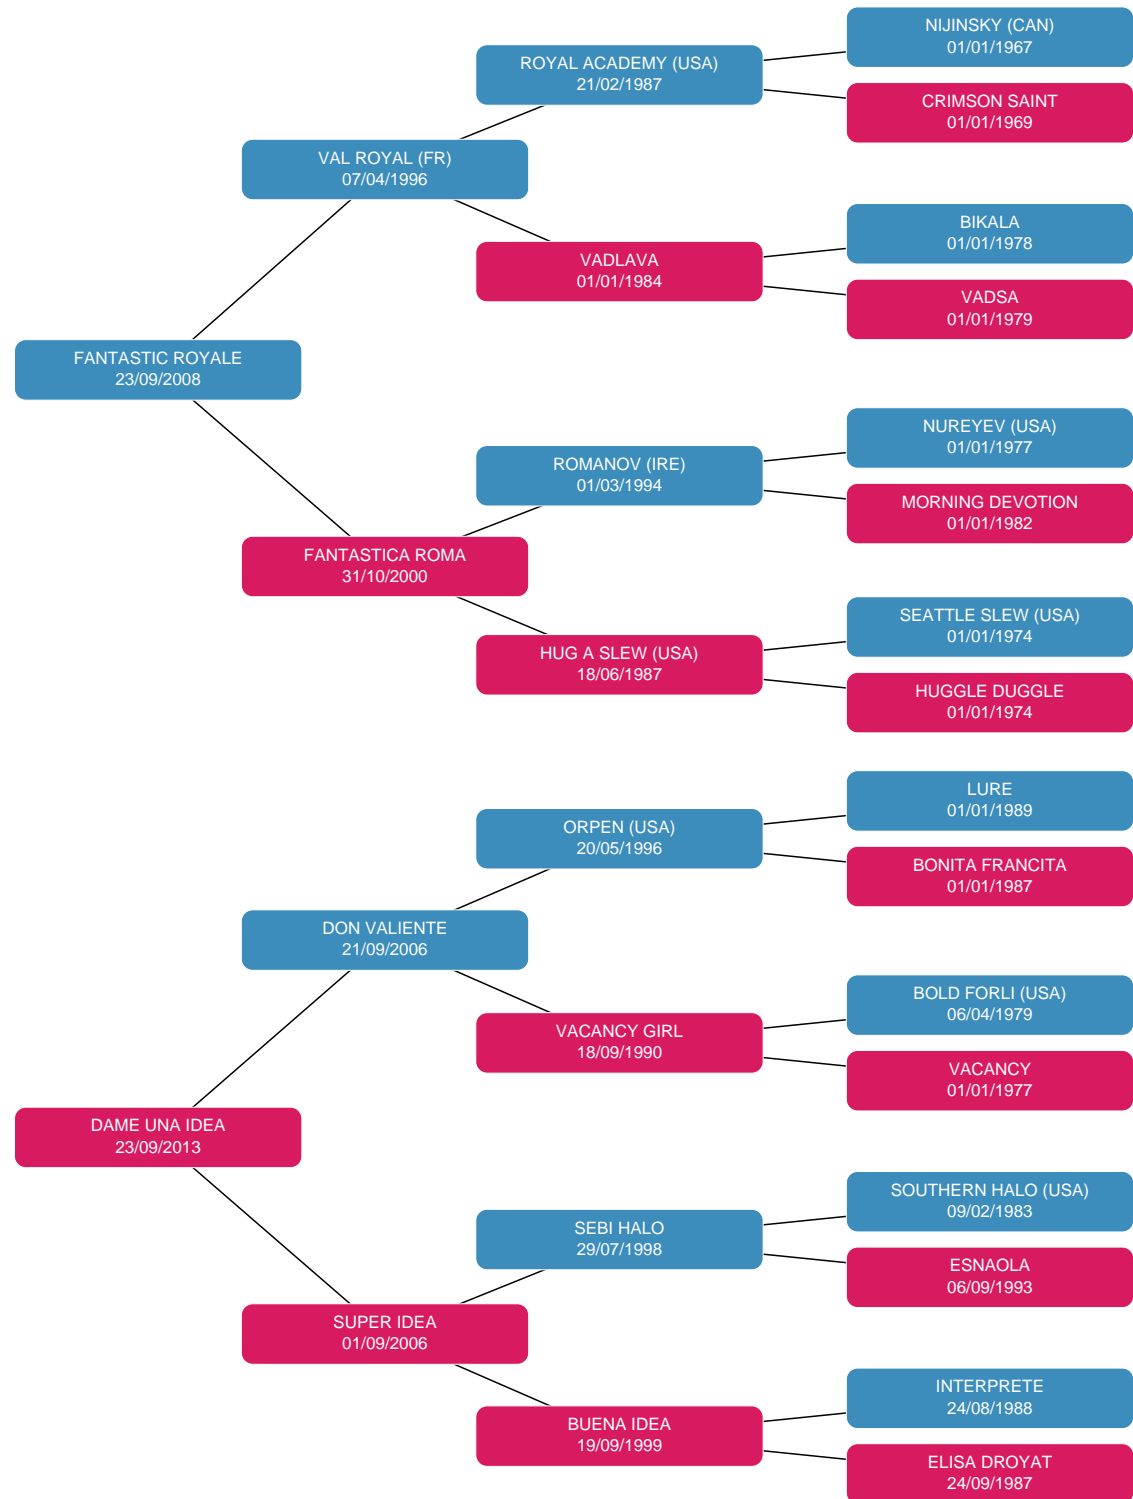 NIJINSKY (CAN)
01/01/1967
ROYAL ACADEMY (USA)
21/02/1987
CRIMSON SAINT
01/01/1969
VAL ROYAL (FR)
07/04/1996
BIKALA
01/01/1978
VADLAVA
01/01/1984
VADSA
01/01/1979
FANTASTIC ROYALE
23/09/2008
NUREYEV (USA)
01/01/1977
ROMANOV (IRE)
01/03/1994
MORNING DEVOTION
01/01/1982
FANTASTICA ROMA
31/10/2000
SEATTLE SLEW (USA)
01/01/1974
HUG A SLEW (USA)
18/06/1987
HUGGLE DUGGLE
01/01/1974
LURE
01/01/1989
ORPEN (USA)
20/05/1996
BONITA FRANCITA
01/01/1987
DON VALIENTE
21/09/2006
BOLD FORLI (USA)
06/04/1979
VACANCY GIRL
18/09/1990
VACANCY
01/01/1977
DAME UNA IDEA
23/09/2013
SOUTHERN HALO (USA)
09/02/1983
SEBI HALO
29/07/1998
ESNAOLA
06/09/1993
SUPER IDEA
01/09/2006
INTERPRETE
24/08/1988
BUENA IDEA
19/09/1999
ELISA DROYAT
24/09/1987